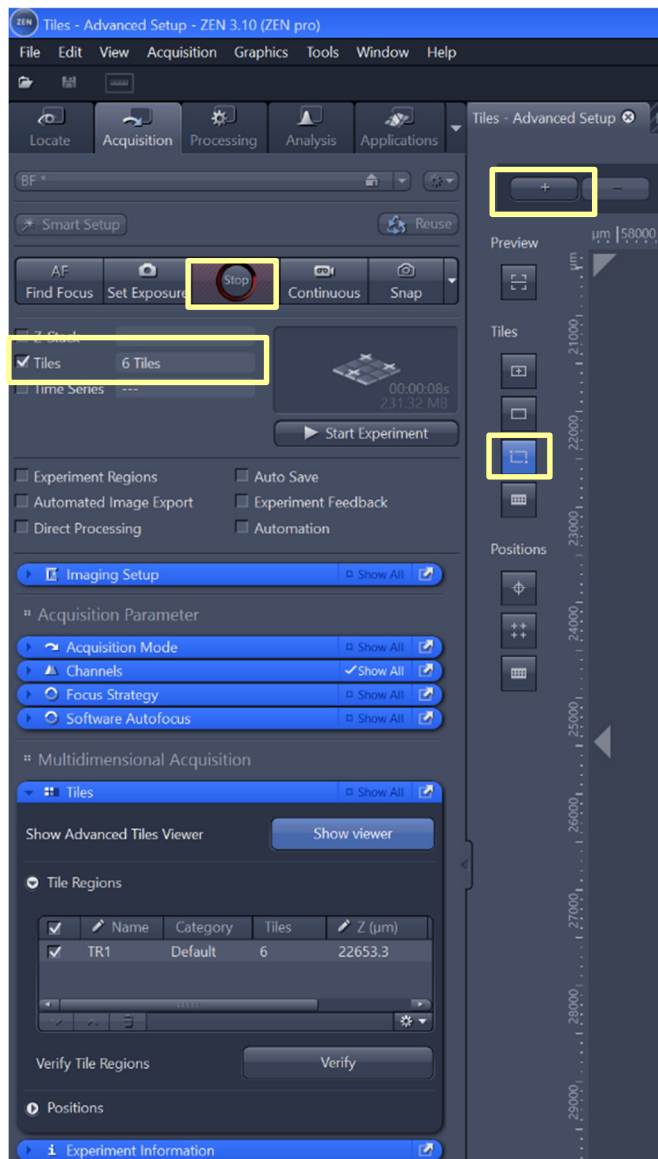 ZEN Tiles - Advanced Setup - ZEN 3.10 (ZEN pro)
File Edit View Acquisition Graphics Tools Window Help
Locate Acquisition Processing Analysis Applications
Tiles - Advanced Setup
BF *
+ -
Smart Setup Reuse
Preview
µm 58000
µm
AF
Find Focus Set Exposure Stop Continuous Snap
Z-Stack
Tiles 6 Tiles
Time Series ---
00:00:08s
231.32 MB
Start Experiment
Tiles
21000
22000
23000
Experiment Regions Auto Save
Automated Image Export Experiment Feedback
Direct Processing Automation
Positions
24000
25000
26000
27000
28000
29000
Imaging Setup Show All
Acquisition Parameter
Acquisition Mode Show All
Channels Show All
Focus Strategy Show All
Software Autofocus Show All
Multidimensional Acquisition
Tiles Show All
Show Advanced Tiles Viewer Show viewer
Tile Regions
Name Category Tiles Z (µm)
TR1 Default 6 22653.3
Verify Tile Regions Verify
Positions
Experiment Information